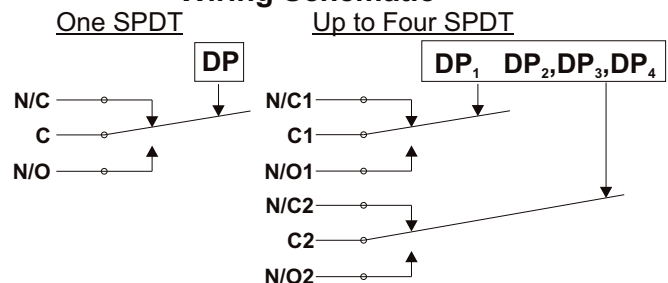 Wiring Schematic
One SPDT
Up to Four SPDT
DP
DP₁ DP₂,DP₃,DP₄
N/C
C
N/O
N/C1
C1
N/O1
N/C2
C2
N/O2